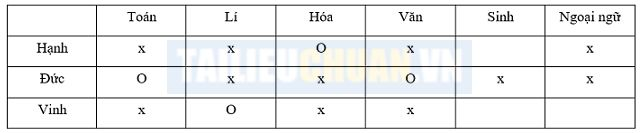 Toán Lí Hóa Văn Sinh Ngoại ngữ
Hạnh x x O x x
Đức O x x O x x
Vinh x O x x
TAILIEUCHUAN.VN